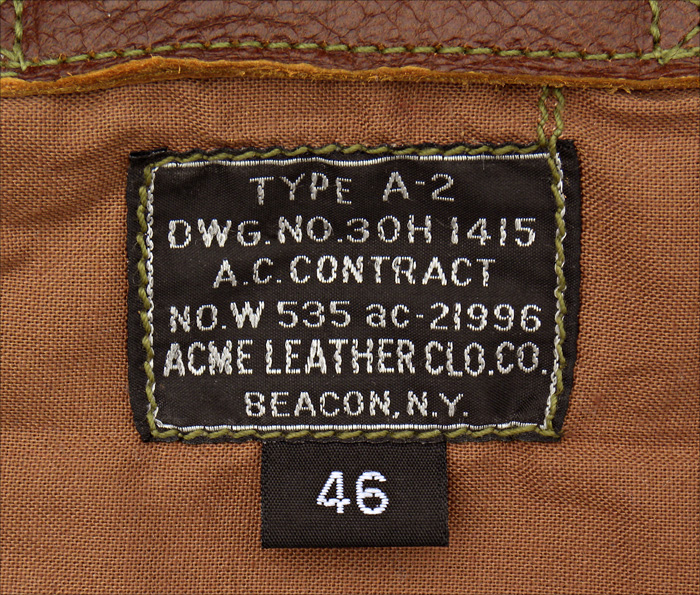 TYPE A-2
DWG.NO.30H 1415
A.C.CONTRACT
NO.W 535 ac-21996
ACME LEATHER CLO.CO.
BEACON,N.Y.
46